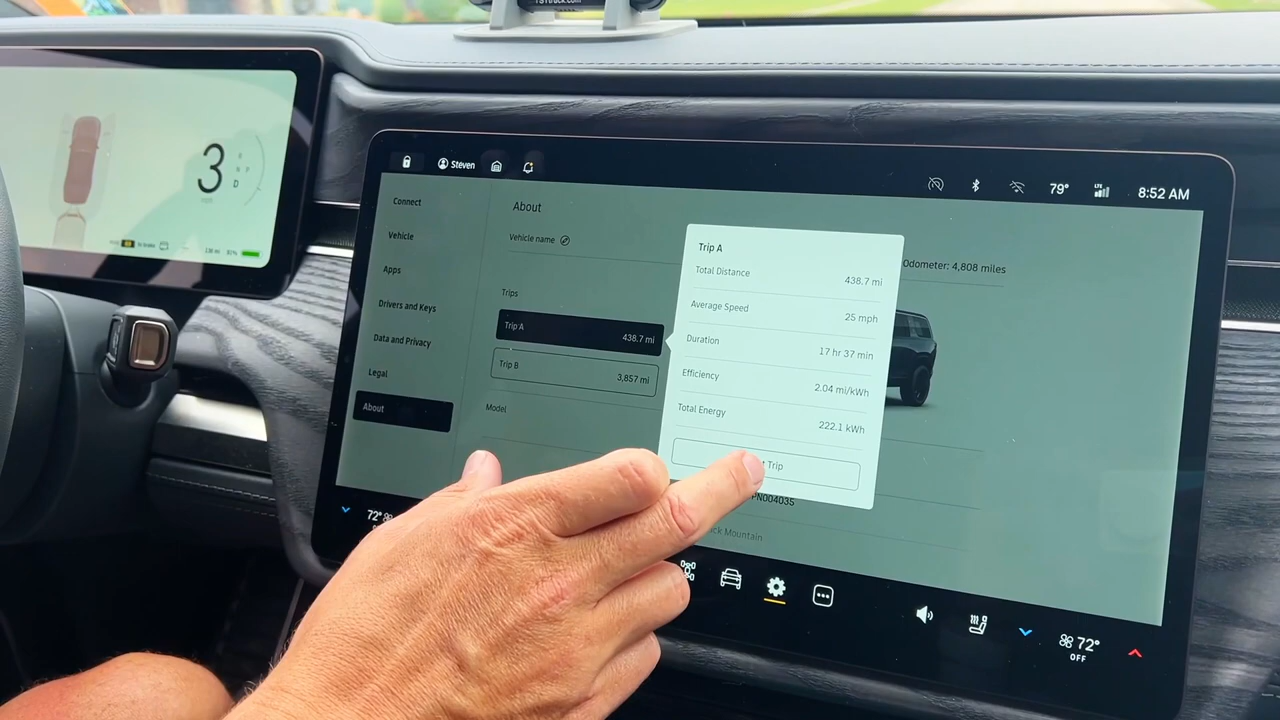 TSTtruck.com
3
D
Steven
79°
LTE
8:52 AM
Connect
Vehicle
Apps
Drivers and Keys
Data and Privacy
Legal
About
About
Vehicle name
Odometer: 4,808 miles
Trips
Trip A
438.7 mi
Trip B
3,857 mi
Model
Trip A
Total Distance
438.7 mi
Average Speed
25 mph
Duration
17 hr 37 min
Efficiency
2.04 mi/kWh
Total Energy
222.1 kWh
Trip
PN004035
Mountain
72°
72°
OFF